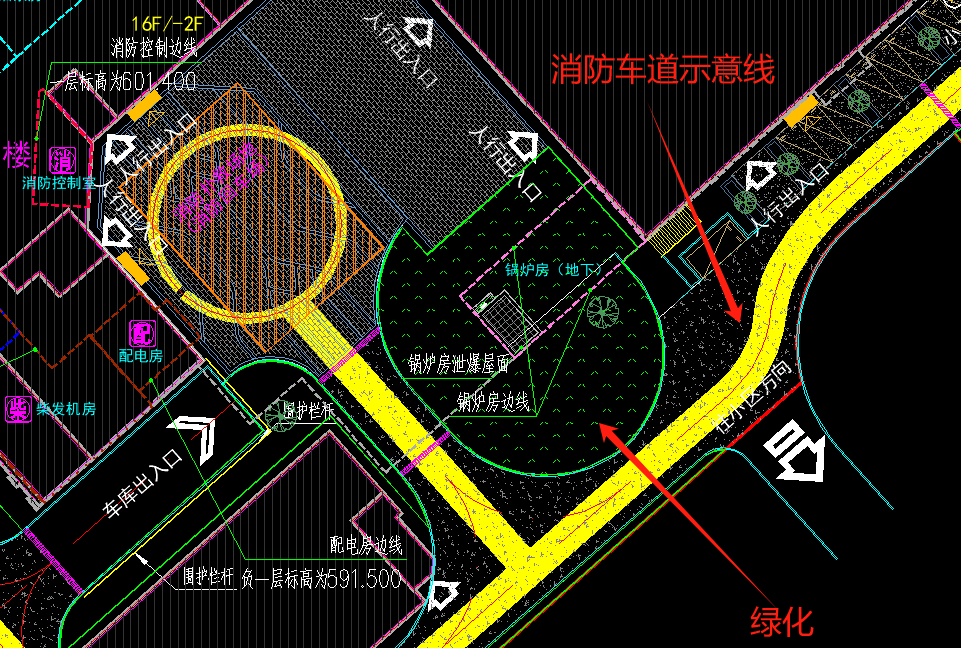 16F/-2F
消防控制边线
一层标高为601.400
人行出入口
消防车道示意线
人行出入口
人行出入口
楼
消
消防控制室
人行出入口
人行出入口
小
锅炉房（地下）
配
配电房
锅炉房泄爆屋面
锅炉房边线
往小区方向
柴
柴发机房
围护栏杆
车库出入口
配电房边线
围护栏杆
负一层标高为591.500
绿化